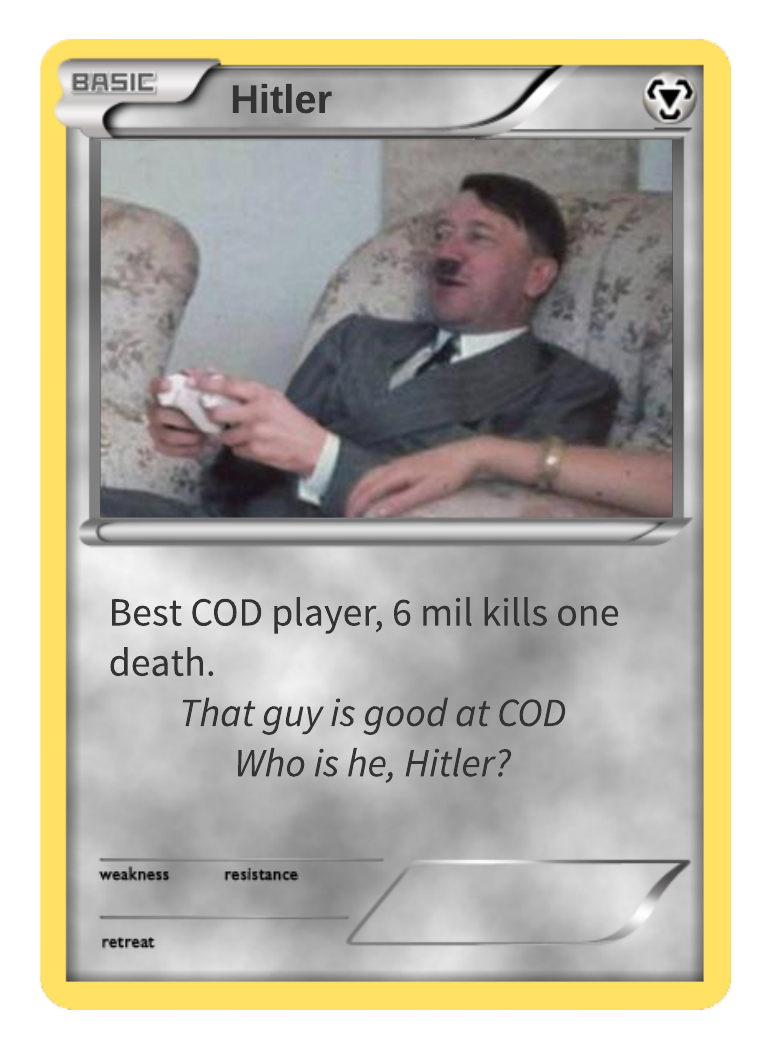 BASIC
Hitler
Best COD player, 6 mil kills one
death.
That guy is good at COD
Who is he, Hitler?
weakness resistance
retreat